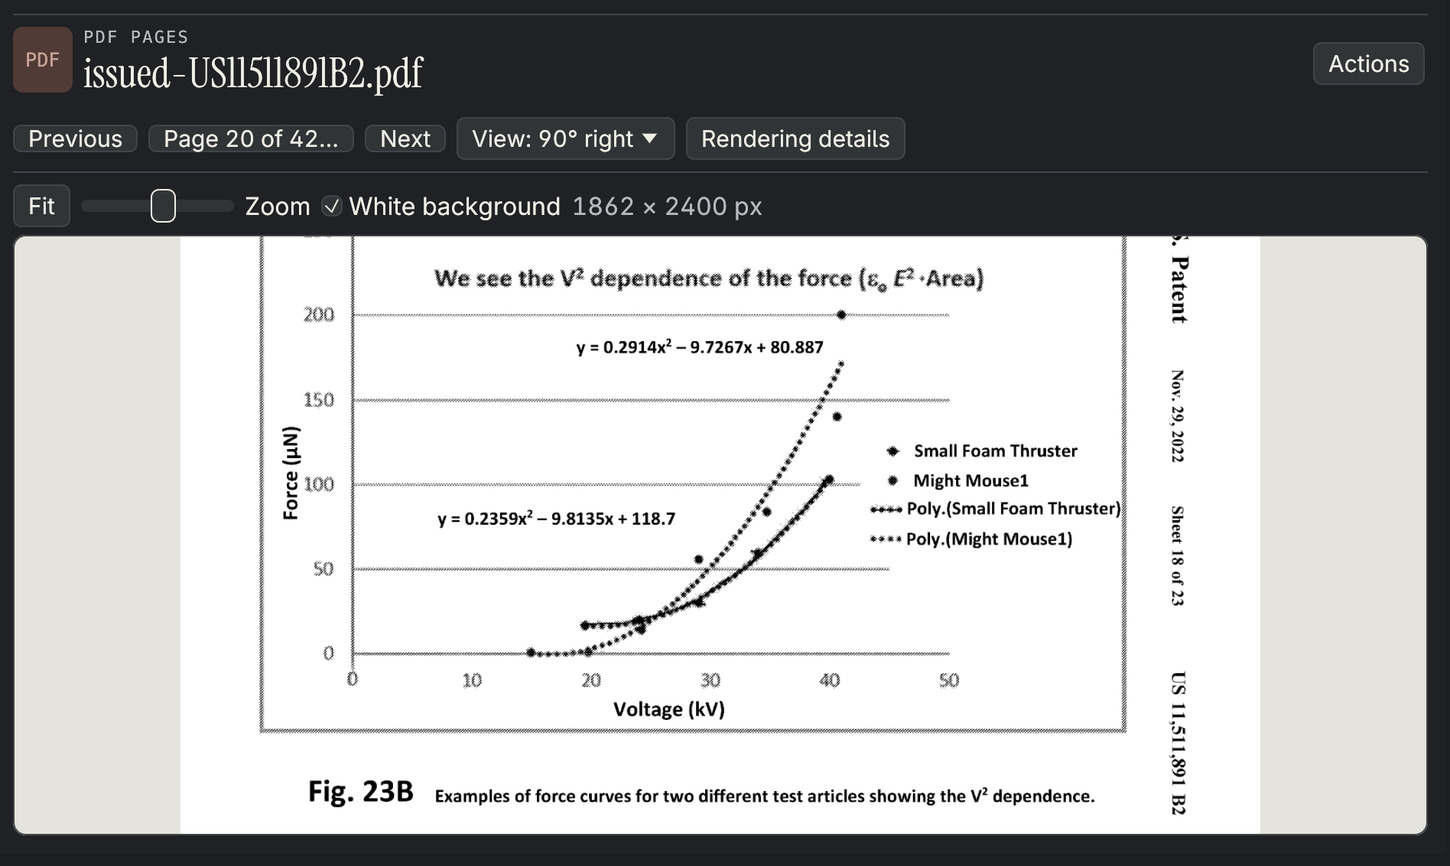 PDF
PDF PAGES
issued-US11511891B2.pdf
Actions
Previous
Page 20 of 42...
Next
View: 90° right
Rendering details
Fit
Zoom
White background
1862 × 2400 px
We see the V² dependence of the force (εₒ E² ·Area)
200
y = 0.2914x² – 9.7267x + 80.887
150
Force (μN)
100
y = 0.2359x² – 9.8135x + 118.7
50
0
0 10 20 30 40 50
Voltage (kV)
Small Foam Thruster
Might Mouse1
Poly.(Small Foam Thruster)
Poly.(Might Mouse1)
Fig. 23B Examples of force curves for two different test articles showing the V² dependence.
Patent Nov. 29, 2022 Sheet 18 of 23 US 11,511,891 B2